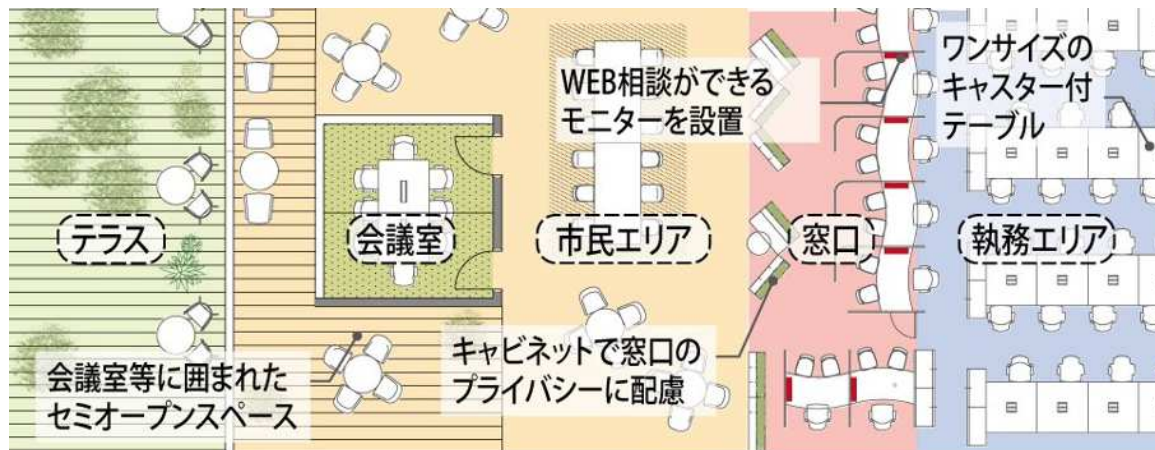 WEB相談ができる
モニターを設置
ワンサイズの
キャスター付
テーブル
テラス
会議室
市民エリア
窓口
執務エリア
会議室等に囲まれた
セミオープンスペース
キャビネットで窓口の
プライバシーに配慮